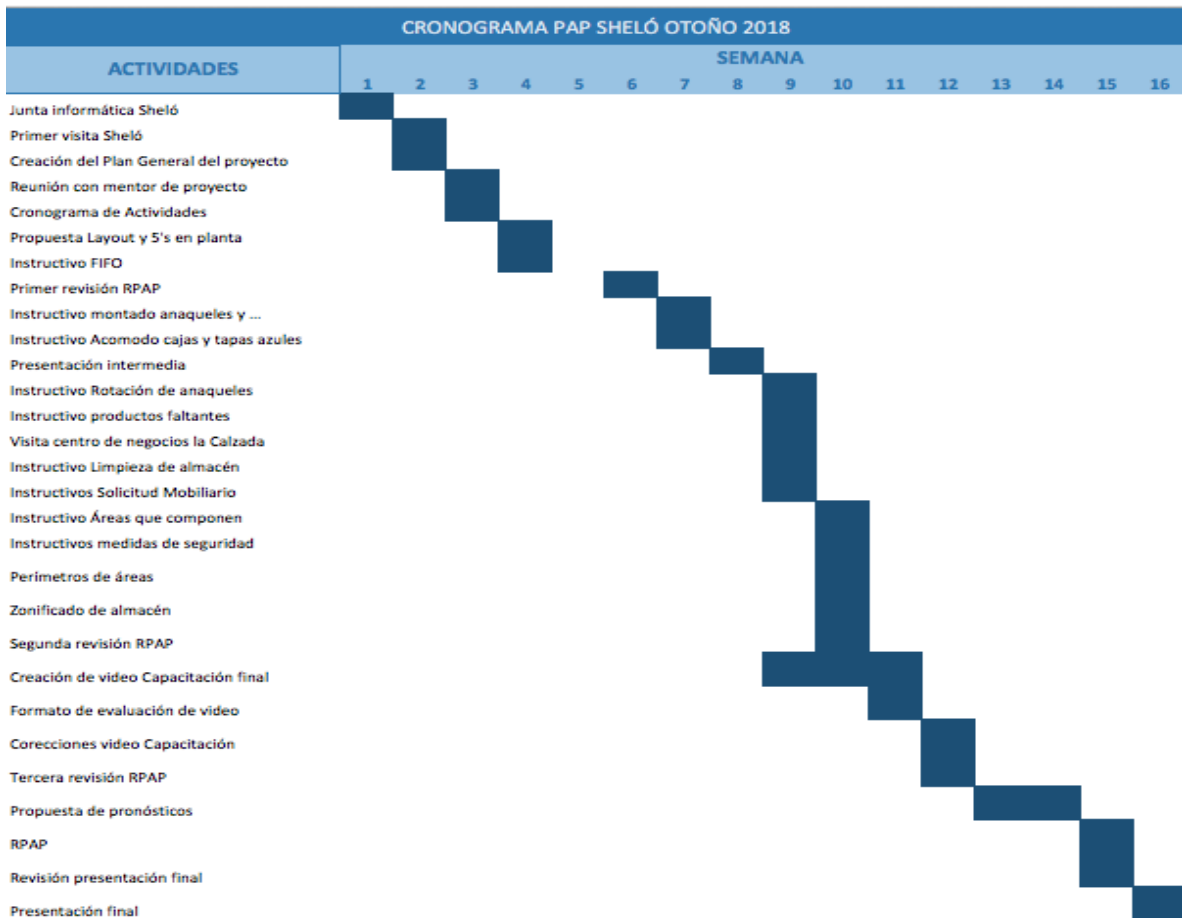 CRONOGRAMA PAP SHELÓ OTOÑO 2018
ACTIVIDADES
SEMANA
1 2 3 4 5 6 7 8 9 10 11 12 13 14 15 16
Junta informática Sheló
Primer visita Sheló
Creación del Plan General del proyecto
Reunión con mentor de proyecto
Cronograma de Actividades
Propuesta Layout y 5's en planta
Instructivo FIFO
Primer revisión RPAP
Instructivo montado anaqueles y ...
Instructivo Acomodo cajas y tapas azules
Presentación intermedia
Instructivo Rotación de anaqueles
Instructivo productos faltantes
Visita centro de negocios la Calzada
Instructivo Limpieza de almacén
Instructivos Solicitud Mobiliario
Instructivo Áreas que componen
Instructivos medidas de seguridad
Perímetros de áreas
Zonificado de almacén
Segunda revisión RPAP
Creación de video Capacitación final
Formato de evaluación de video
Corecciones video Capacitación
Tercera revisión RPAP
Propuesta de pronósticos
RPAP
Revisión presentación final
Presentación final